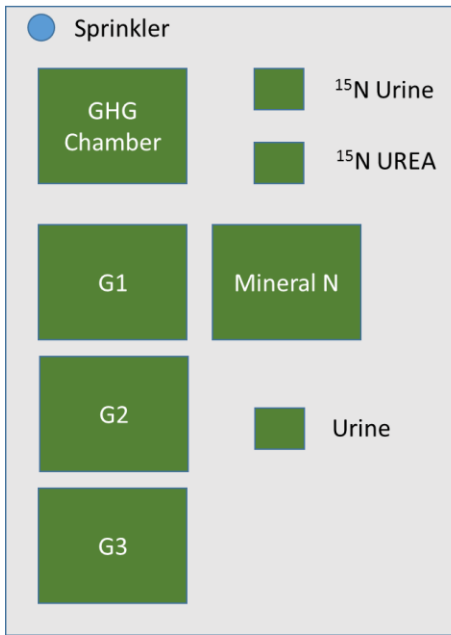 Sprinkler
GHG
Chamber
¹⁵N Urine
¹⁵N UREA
G1
Mineral N
G2
Urine
G3